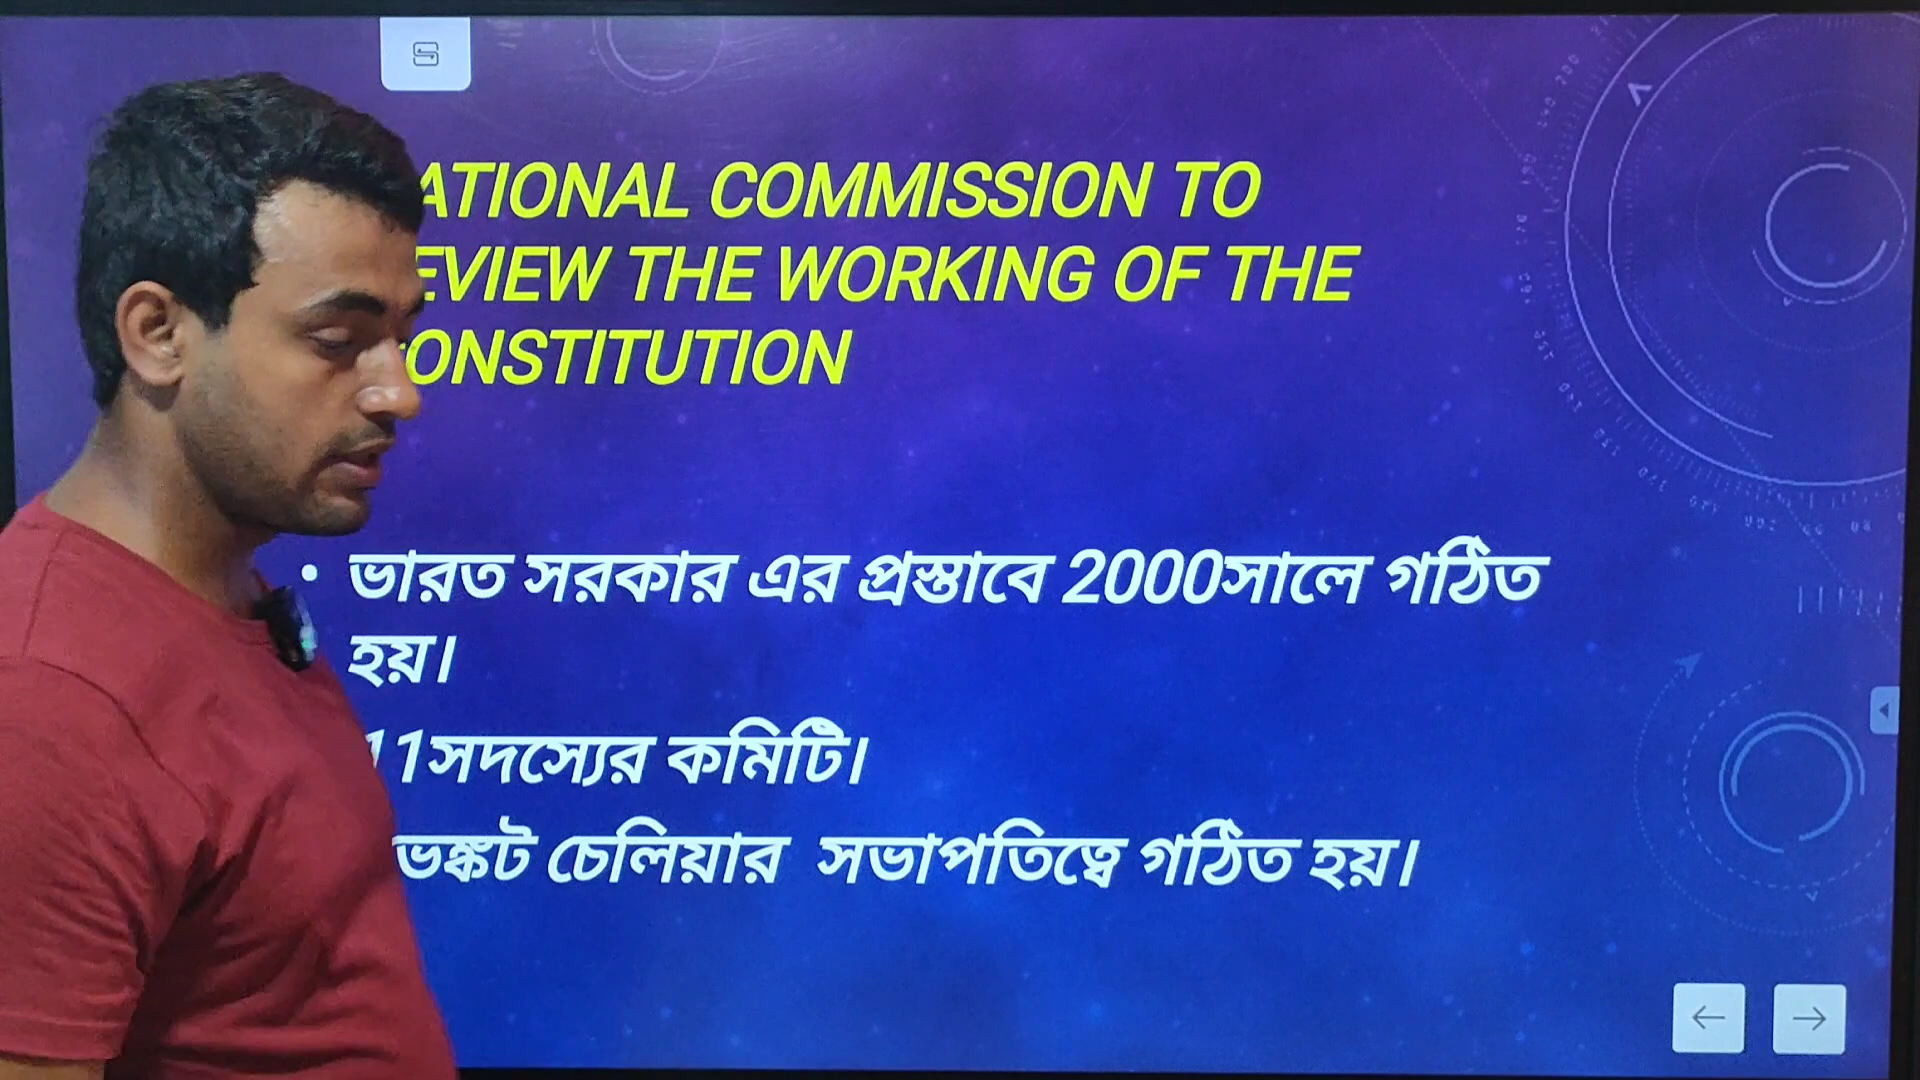 ATIONAL COMMISSION TO
EVIEW THE WORKING OF THE
ONSTITUTION
• ভারত সরকার এর প্রস্তাবে 2000সালে গঠিত
হয়।
11সদস্যের কমিটি।
ভঙ্কট চেলিয়ার সভাপতিত্বে গঠিত হয়।